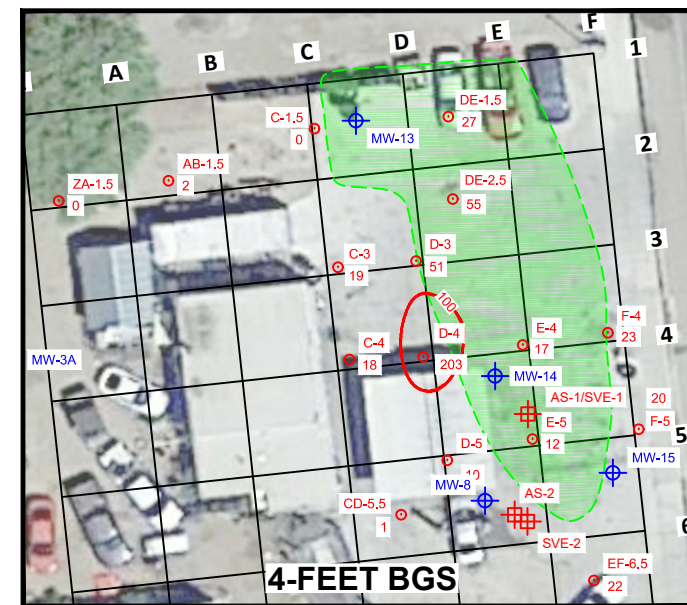 A
B
C
D
E
F
1
2
3
4
5
6
C-1.5
0
MW-13
DE-1.5
27
AB-1.5
2
ZA-1.5
0
DE-2.5
55
C-3
19
D-3
51
100
C-4
18
D-4
203
E-4
17
F-4
23
MW-3A
MW-14
AS-1/SVE-1
E-5
12
20
F-5
D-5
10
MW-8
MW-15
CD-5.5
1
AS-2
SVE-2
EF-6.5
22
4-FEET BGS